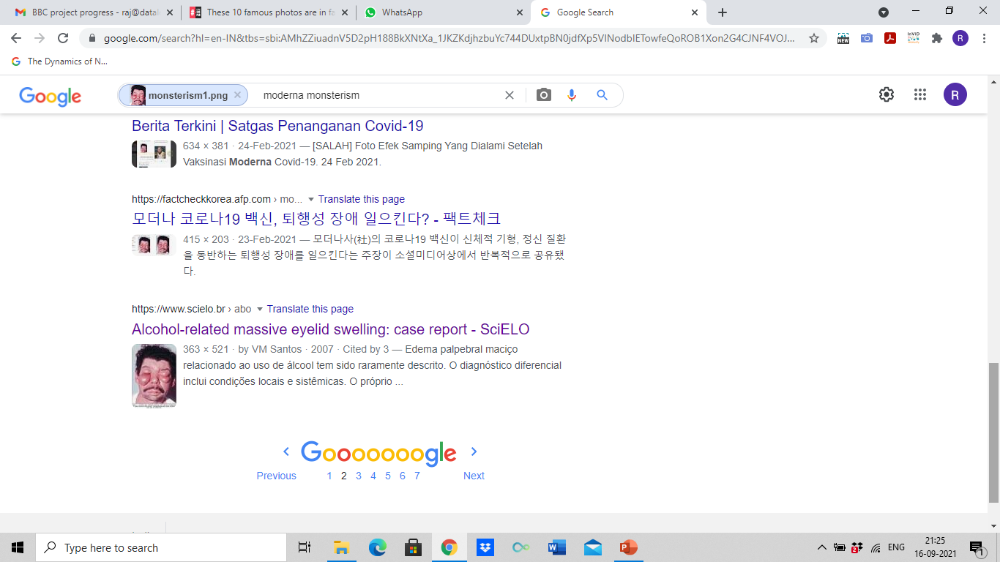 BBC project progress - raj@datal
These 10 famous photos are in fa
WhatsApp
Google Search
google.com/search?hl=en-IN&tbs=sbi:AMhZZiuadnV5D2pH188BkXNtXa_1JKZKdjhzbuYc744DUxtpBN0jdfXp5VINodbIETowfeQoROB1Xon2G4CJNF4VOJ...
NEW
InVID
R
The Dynamics of N...
Google
monsterism1.png
moderna monsterism
R
Berita Terkini | Satgas Penanganan Covid-19
634 × 381 · 24-Feb-2021 — [SALAH] Foto Efek Samping Yang Dialami Setelah
Vaksinasi Moderna Covid-19. 24 Feb 2021.
https://factcheckkorea.afp.com › mo... Translate this page
모더나 코로나19 백신, 퇴행성 장애 일으킨다? - 팩트체크
415 × 203 · 23-Feb-2021 — 모더나사(社)의 코로나19 백신이 신체적 기형, 정신 질환
을 동반하는 퇴행성 장애를 일으킨다는 주장이 소셜미디어상에서 반복적으로 공유됐
다.
https://www.scielo.br › abo Translate this page
Alcohol-related massive eyelid swelling: case report - SciELO
363 × 521 · by VM Santos · 2007 · Cited by 3 — Edema palpebral maciço
relacionado ao uso de álcool tem sido raramente descrito. O diagnóstico diferencial
inclui condições locais e sistêmicas. O próprio ...
Gooooooogle
Previous 1 2 3 4 5 6 7 Next
Type here to search
ENG
21:25
16-09-2021